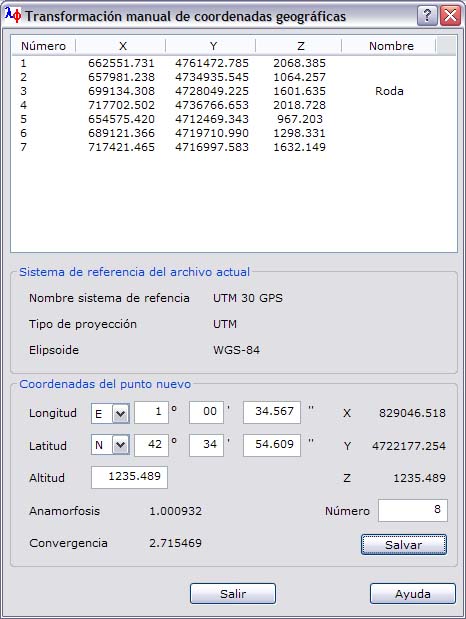 λφ Transformación manual de coordenadas geográficas ?
Número X Y Z Nombre
1 662551.731 4761472.785 2068.385
2 657981.238 4734935.545 1064.257
3 699134.308 4728049.225 1601.635 Roda
4 717702.502 4736766.653 2018.728
5 654575.420 4712469.343 967.203
6 689121.366 4719710.990 1298.331
7 717421.465 4716997.583 1632.149
Sistema de referencia del archivo actual
Nombre sistema de refencia UTM 30 GPS
Tipo de proyección UTM
Elipsoide WGS-84
Coordenadas del punto nuevo
Longitud E 1 º 00 ' 34.567 '' X 829046.518
Latitud N 42 º 34 ' 54.609 '' Y 4722177.254
Altitud 1235.489 Z 1235.489
Anamorfosis 1.000932 Número 8
Convergencia 2.715469 Salvar
Salir Ayuda